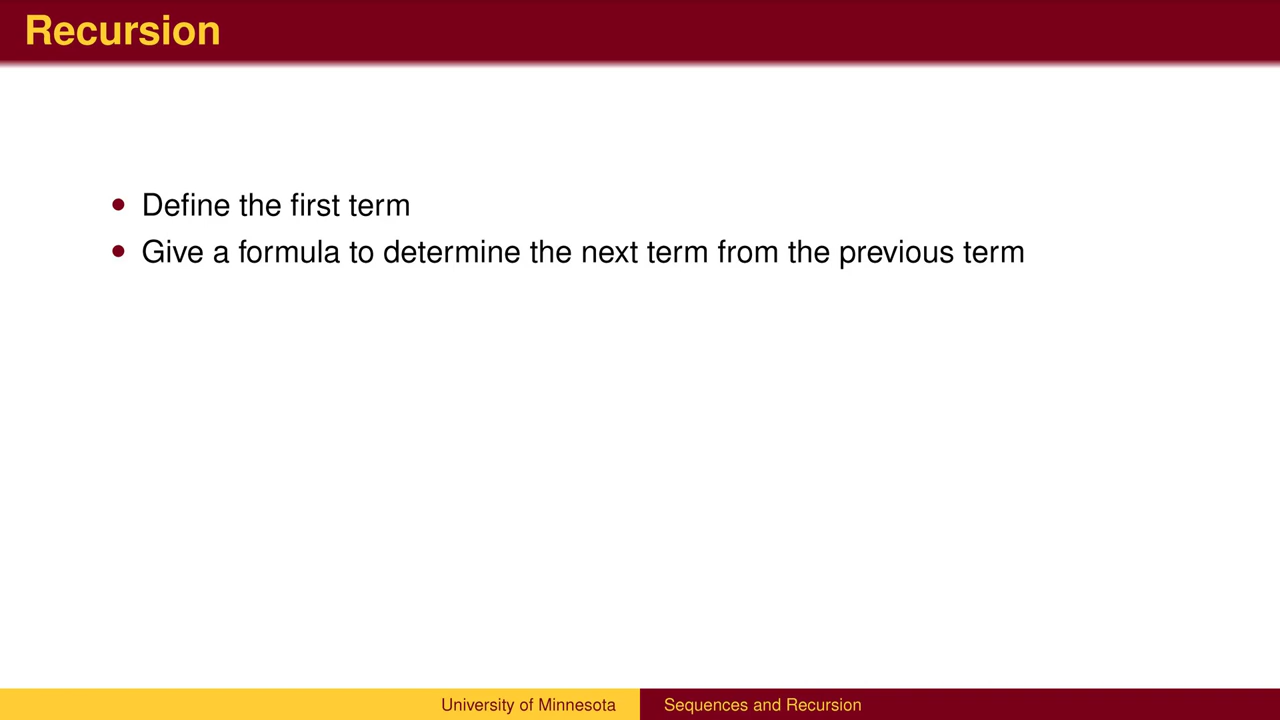 Recursion
• Define the first term
• Give a formula to determine the next term from the previous term
University of Minnesota
Sequences and Recursion